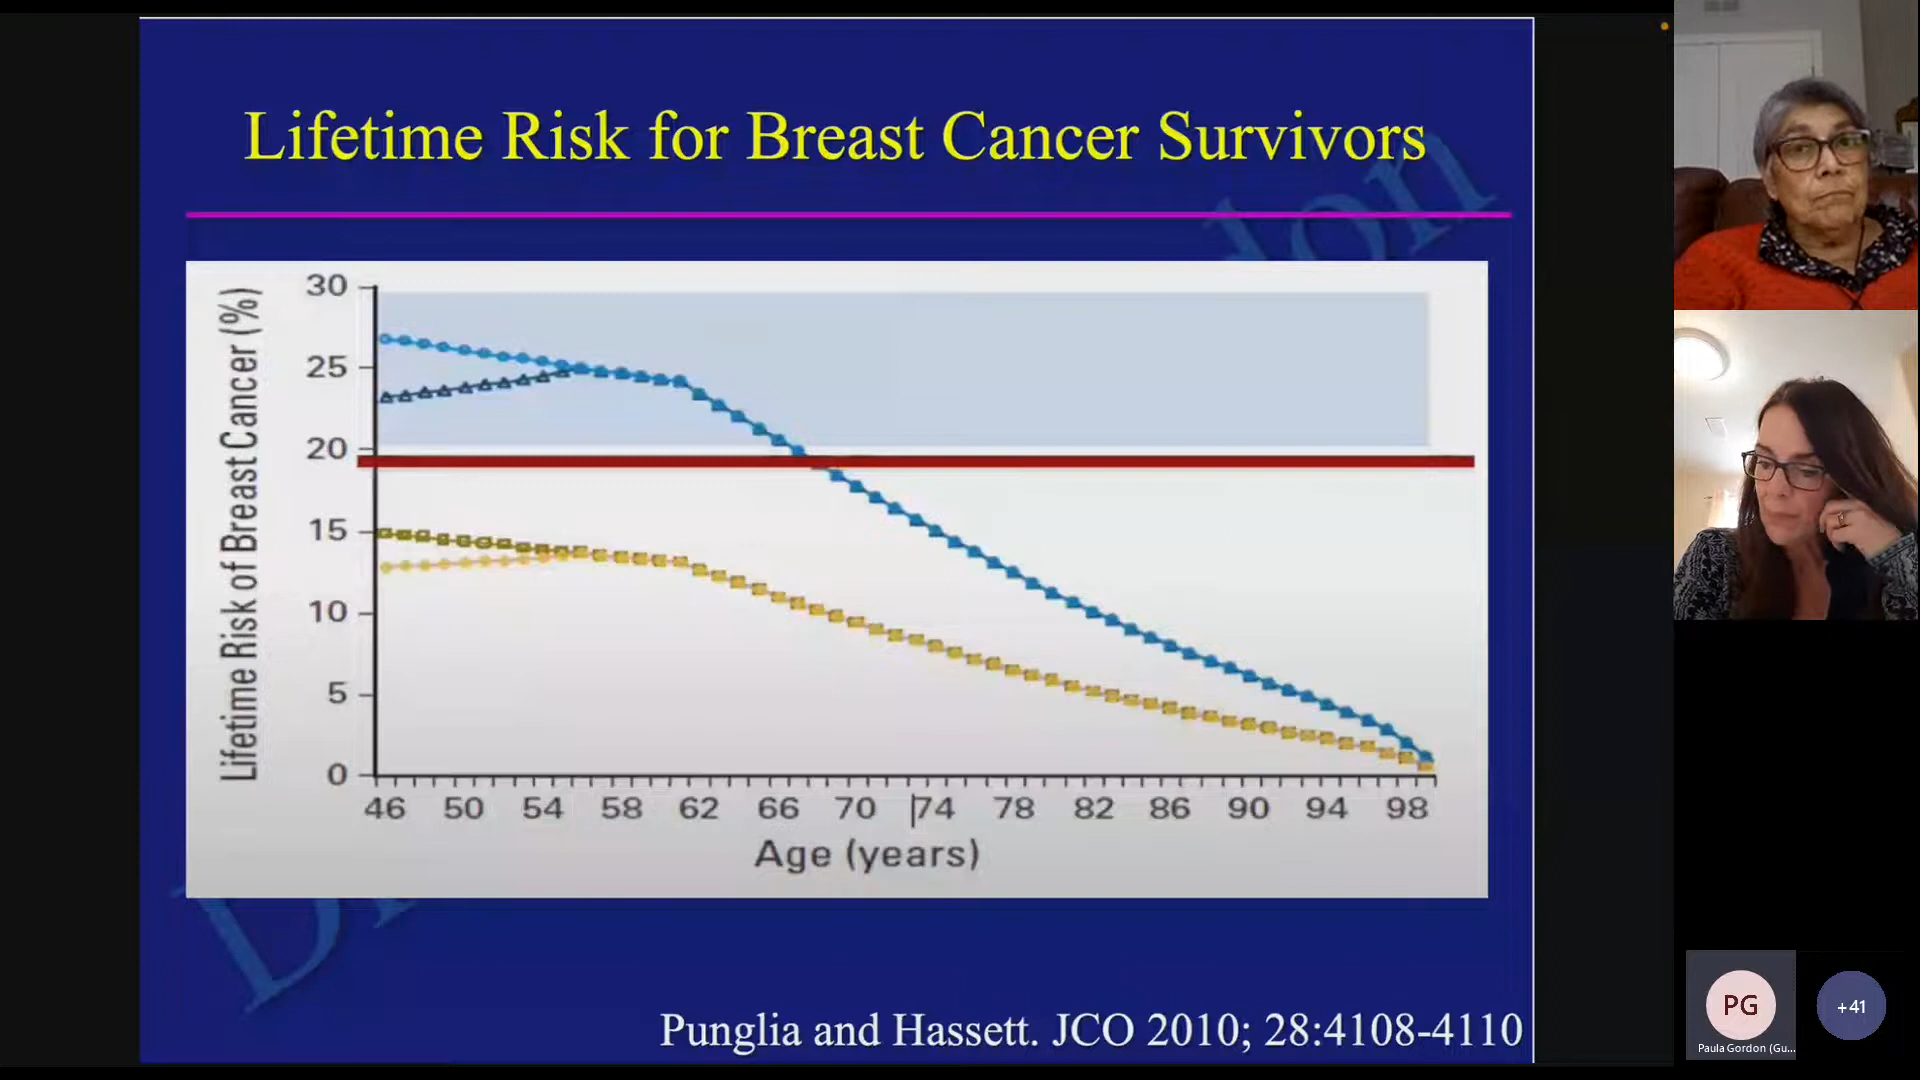 Lifetime Risk for Breast Cancer Survivors
Lifetime Risk of Breast Cancer (%)
30
25
20
15
10
5
0
46 50 54 58 62 66 70 74 78 82 86 90 94 98
Age (years)
Punglia and Hassett. JCO 2010; 28:4108-4110
PG
Paula Gordon (Gu...
+41